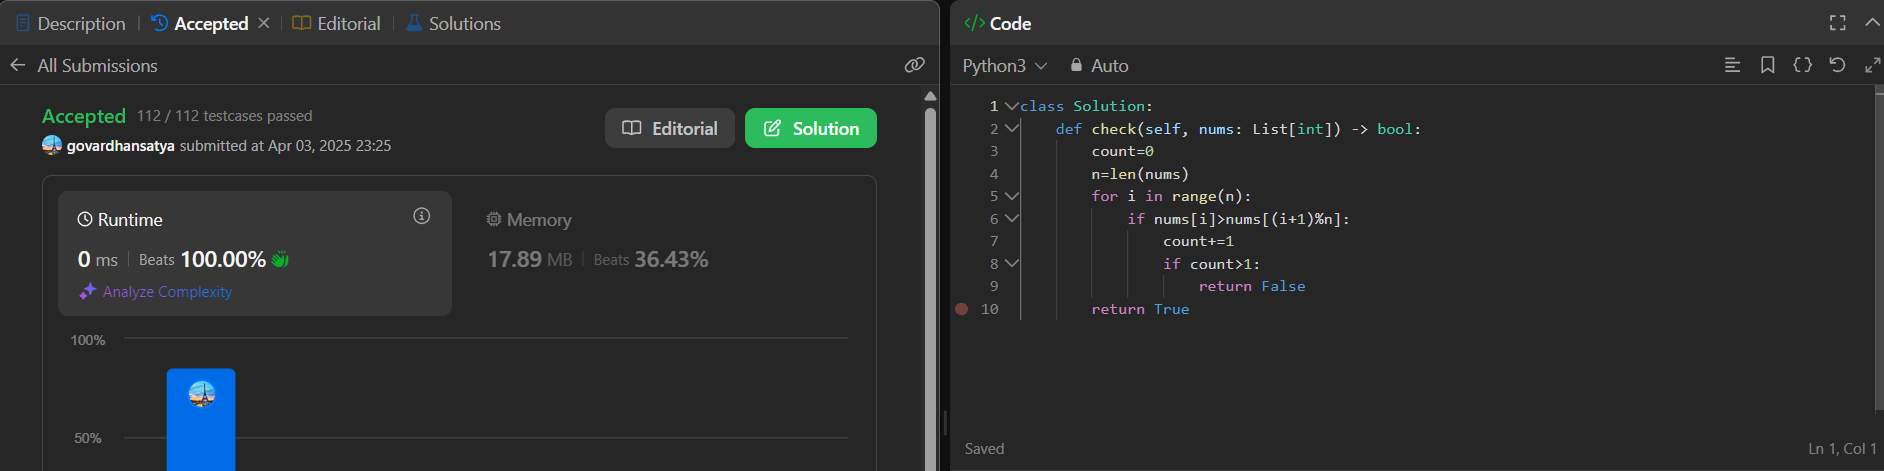 Description
Accepted
Editorial
Solutions
All Submissions
Accepted 112 / 112 testcases passed
govardhansatya submitted at Apr 03, 2025 23:25
Editorial
Solution
Runtime
0 ms Beats 100.00%
Analyze Complexity
Memory
17.89 MB Beats 36.43%
100%
50%
Code
Python3
Auto
1 class Solution:
2     def check(self, nums: List[int]) -> bool:
3         count=0
4         n=len(nums)
5         for i in range(n):
6             if nums[i]>nums[(i+1)%n]:
7                 count+=1
8                 if count>1:
9                     return False
10         return True
Saved
Ln 1, Col 1